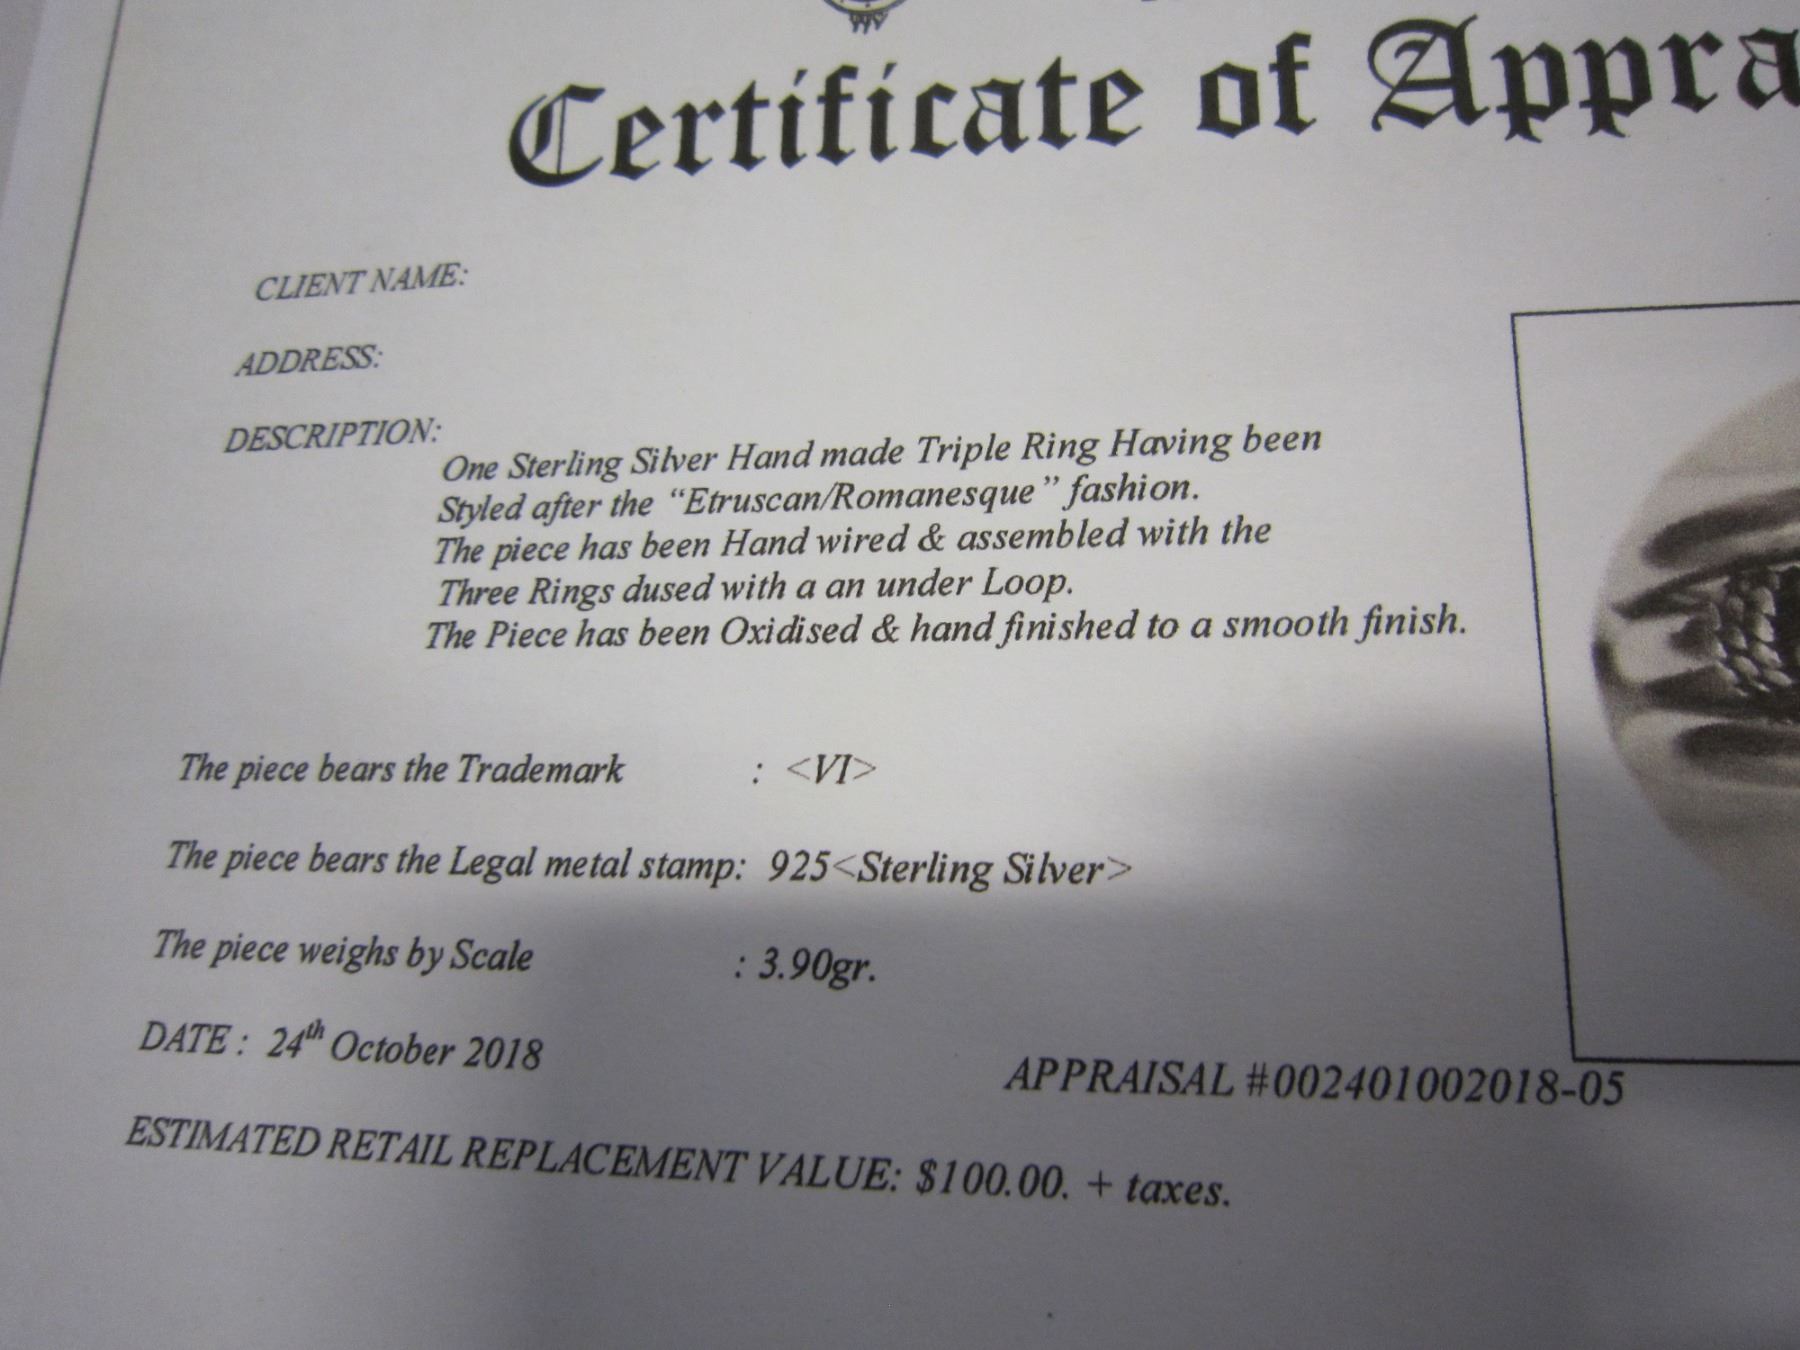 Certificate of Appra
CLIENT NAME:
ADDRESS:
DESCRIPTION:
One Sterling Silver Hand made Triple Ring Having been
Styled after the “Etruscan/Romanesque” fashion.
The piece has been Hand wired & assembled with the
Three Rings dused with a an under Loop.
The Piece has been Oxidised & hand finished to a smooth finish.
The piece bears the Trademark : <VI>
The piece bears the Legal metal stamp: 925<Sterling Silver>
The piece weighs by Scale : 3.90gr.
DATE : 24th October 2018
APPRAISAL #002401002018-05
ESTIMATED RETAIL REPLACEMENT VALUE: $100.00. + taxes.